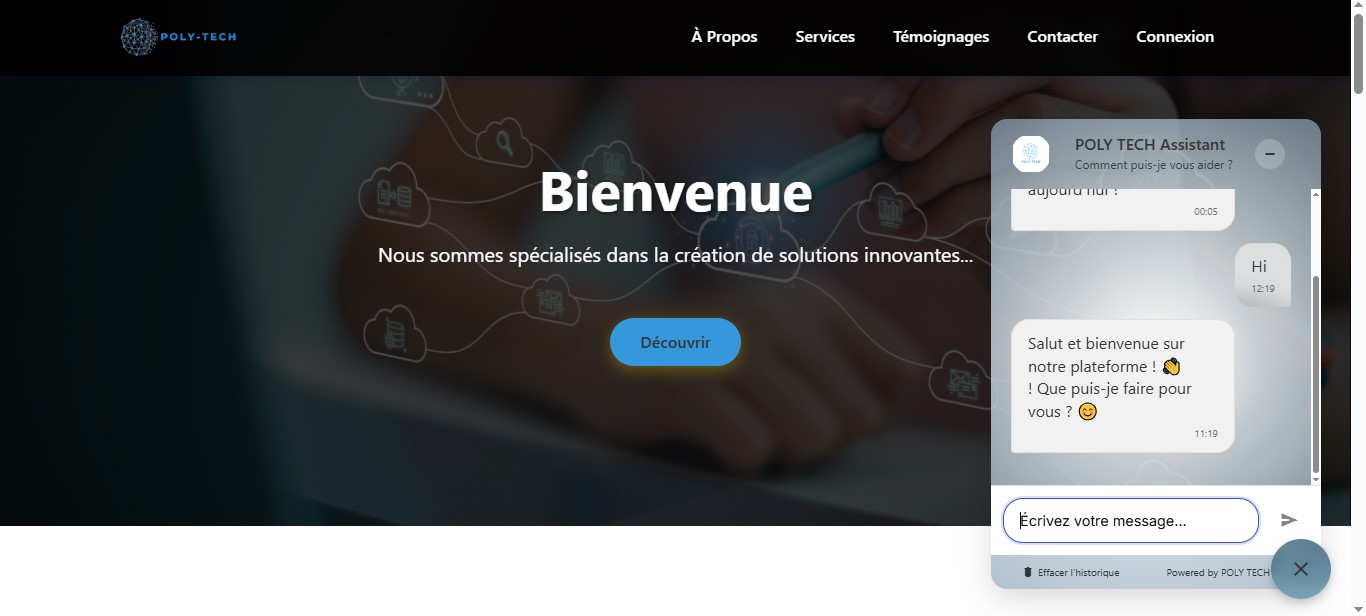 POLY-TECH
À Propos
Services
Témoignages
Contacter
Connexion
Bienvenue
Nous sommes spécialisés dans la création de solutions innovantes...
Découvrir
POLY TECH Assistant
Comment puis-je vous aider ?
aujourd'hui !
00:05
Hi
12:19
Salut et bienvenue sur
notre plateforme ! 👋
! Que puis-je faire pour
vous ? 😊
11:19
Écrivez votre message...
Effacer l'historique
Powered by POLY TECH